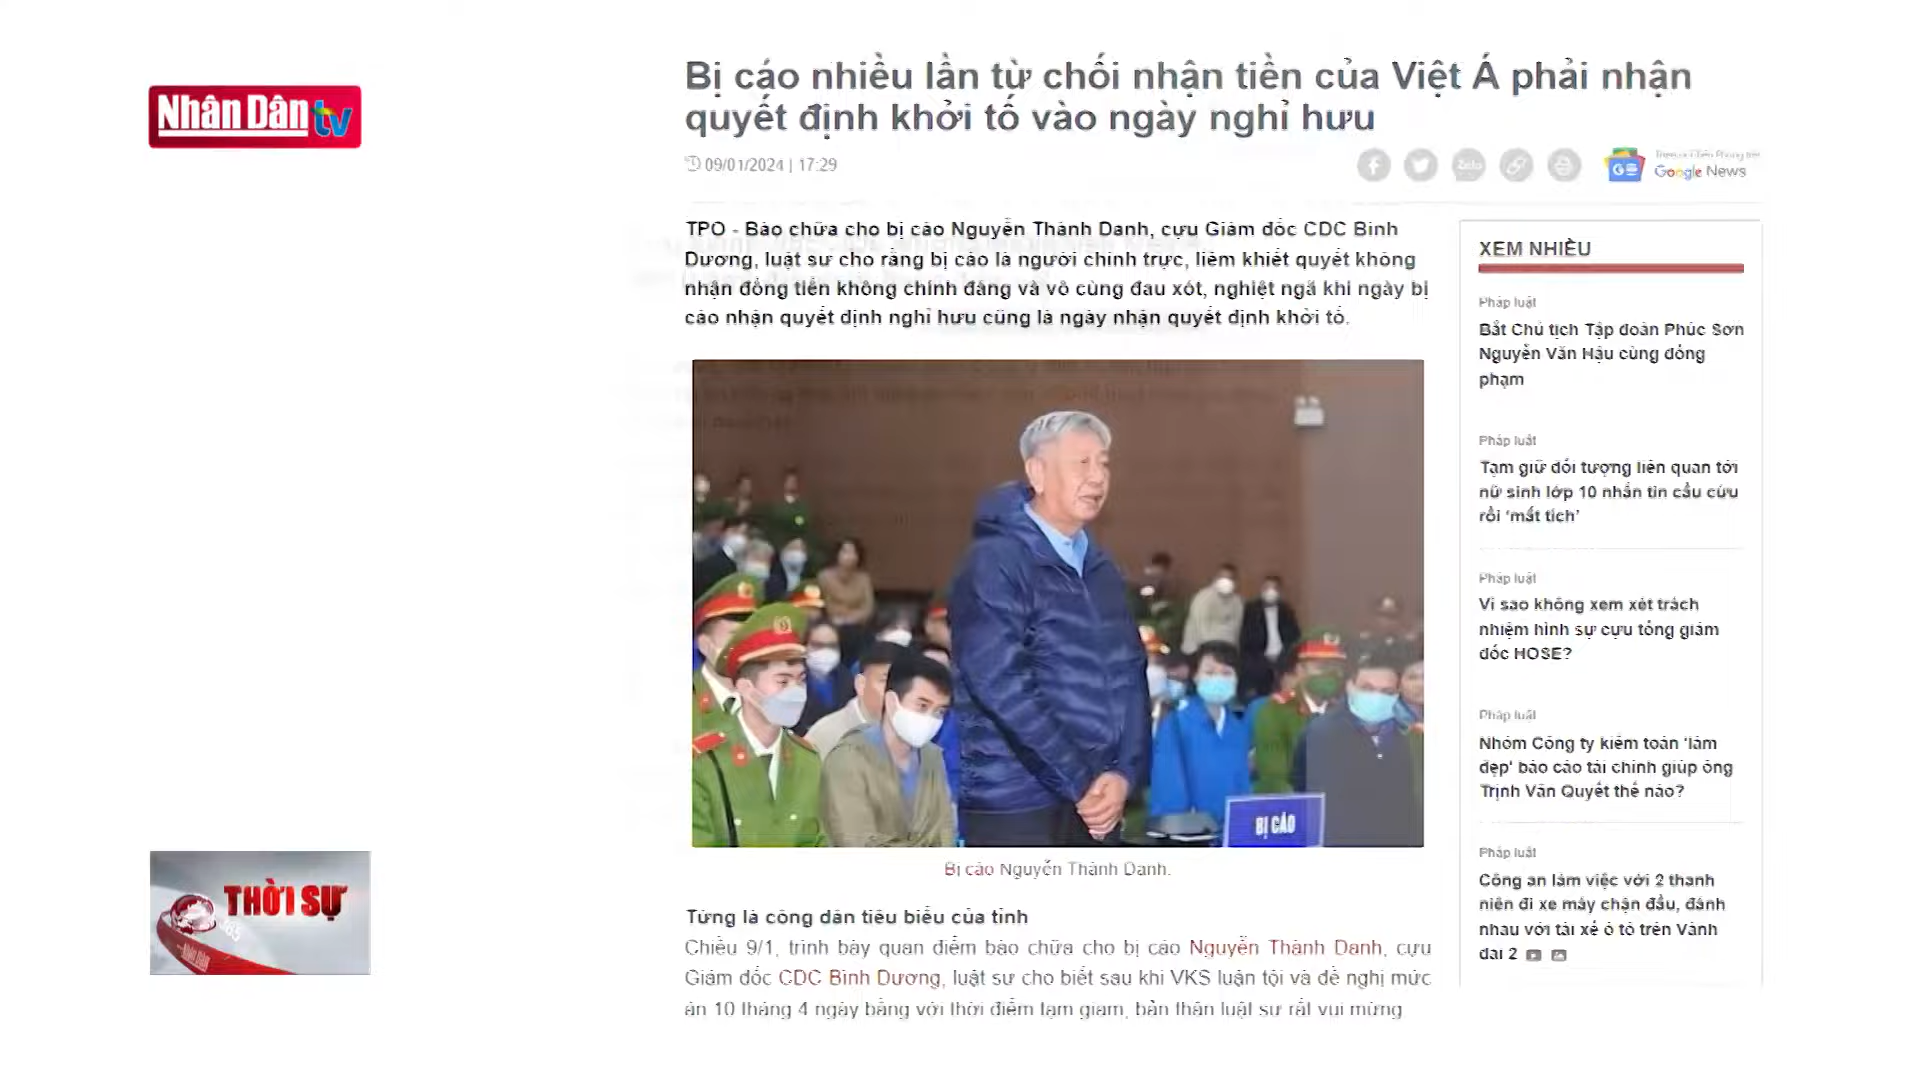 Nhân Dân tv
Bị cáo nhiều lần từ chối nhận tiền của Việt Á phải nhận
quyết định khởi tố vào ngày nghỉ hưu
09/01/2024 | 17:29
Zalo
Google News
TPO - Bào chữa cho bị cáo Nguyễn Thành Danh, cựu Giám đốc CDC Bình
Dương, luật sư cho rằng bị cáo là người chính trực, liêm khiết quyết không
nhận đồng tiền không chính đáng và vô cùng đau xót, nghiệt ngã khi ngày bị
cáo nhận quyết định nghỉ hưu cũng là ngày nhận quyết định khởi tố.
BỊ CÁO
Bị cáo Nguyễn Thành Danh.
Từng là công dân tiêu biểu của tỉnh
Chiều 9/1, trình bày quan điểm bào chữa cho bị cáo Nguyễn Thành Danh, cựu
Giám đốc CDC Bình Dương, luật sư cho biết sau khi VKS luận tội và đề nghị mức
án 10 tháng 4 ngày bằng với thời điểm tạm giam, bản thân luật sư rất vui mừng
XEM NHIỀU
Pháp luật
Bắt Chủ tịch Tập đoàn Phúc Sơn
Nguyễn Văn Hậu cùng đồng
phạm
Pháp luật
Tạm giữ đối tượng liên quan tới
nữ sinh lớp 10 nhắn tin cầu cứu
rồi ‘mất tích’
Pháp luật
Vì sao không xem xét trách
nhiệm hình sự cựu tổng giám
đốc HOSE?
Pháp luật
Nhóm Công ty kiểm toán ‘làm
đẹp’ báo cáo tài chính giúp ông
Trịnh Văn Quyết thế nào?
Pháp luật
Công an làm việc với 2 thanh
niên đi xe máy chặn đầu, đánh
nhau với tài xế ô tô trên Vành
đai 2
THỜI SỰ
Nhân Dân